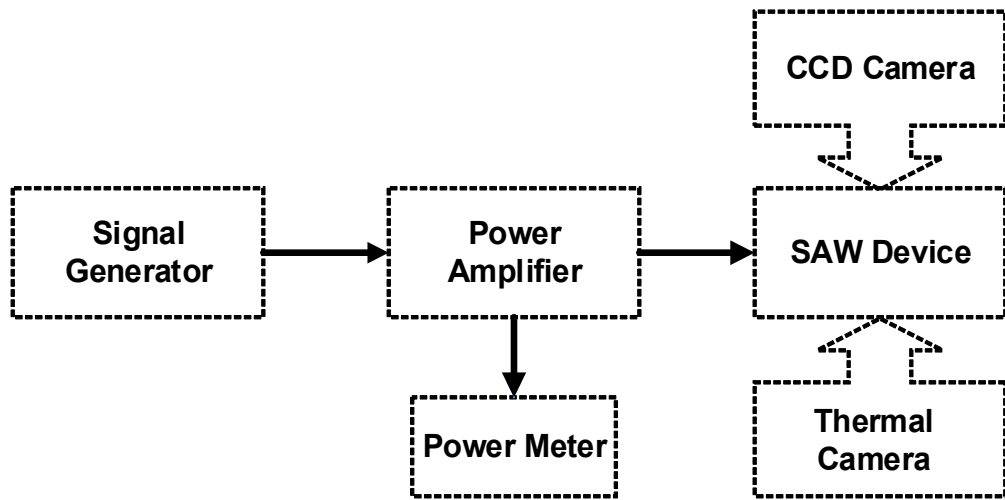 CCD Camera
Signal
Generator
Power
Amplifier
SAW Device
Power Meter
Thermal
Camera